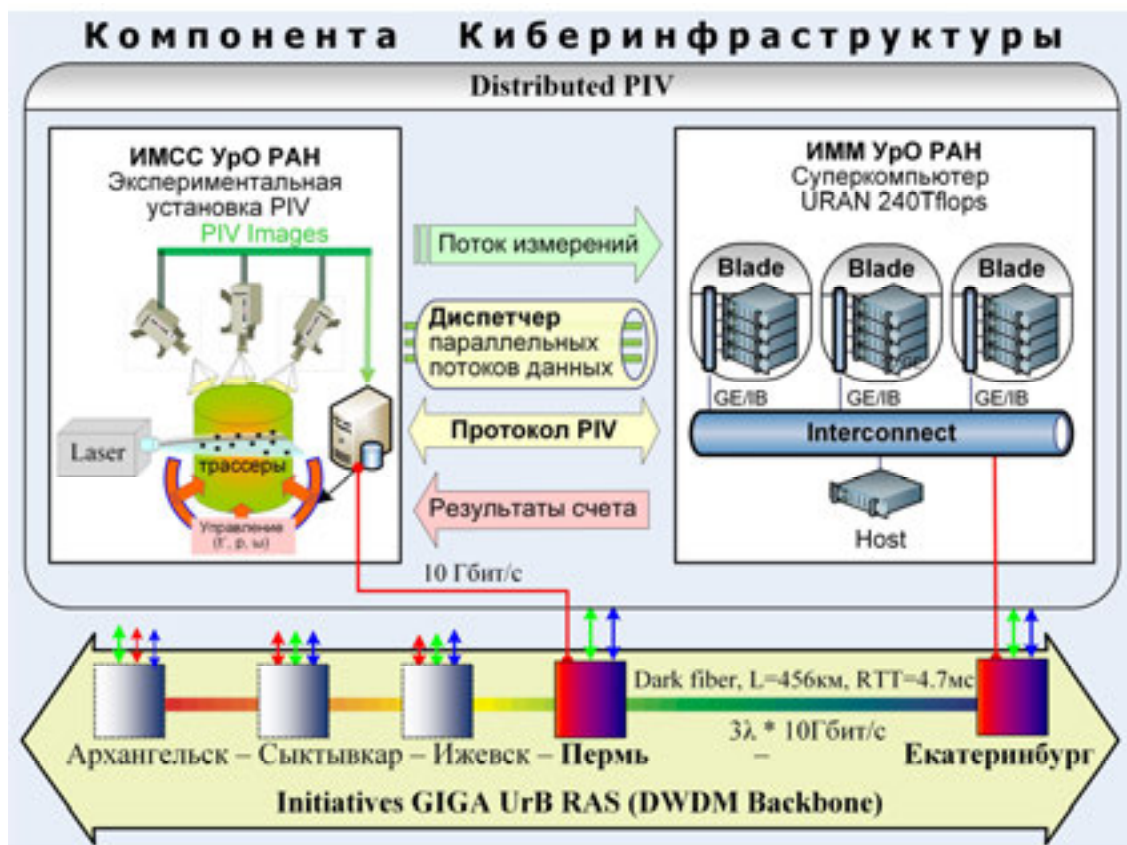 Компонента Киберинфраструктуры
Distributed PIV
ИМСС УрО РАН
Экспериментальная
установка PIV
PIV Images
Laser
трассеры
Управление
Поток измерений
Диспетчер
параллельных
потоков данных
Протокол PIV
Результаты счета
ИММ УрО РАН
Суперкомпьютер
URAN 240Tflops
Blade Blade Blade
GE/IB GE/IB GE/IB
Interconnect
Host
10 Гбит/с
Dark fiber, L=456км, RTT=4.7мс
3λ * 10Гбит/с
Архангельск – Сыктывкар – Ижевск – Пермь – Екатеринбург
Initiatives GIGA UrB RAS (DWDM Backbone)